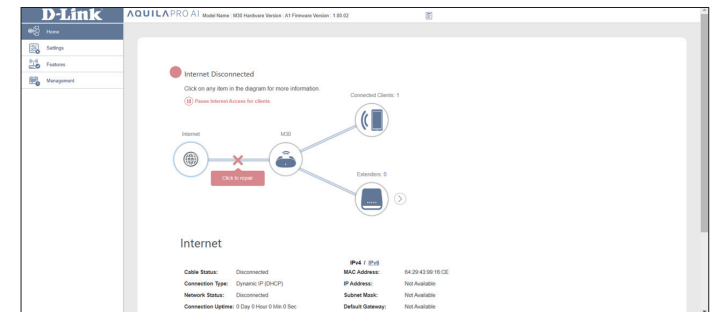 D-Link
AQUILA PRO AI Model Name : M30 Hardware Version : A1 Firmware Version : 1.00.02
Home
Settings
Features
Management
Internet Disconnected
Click on any item in the diagram for more information.
Pause Internet Access for clients
Connected Clients: 1
Internet
M30
Click to repair
Extenders: 0
Internet
IPv4 / IPv6
Cable Status: Disconnected MAC Address: 64:29:43:99:16:CE
Connection Type: Dynamic IP (DHCP) IP Address: Not Available
Network Status: Disconnected Subnet Mask: Not Available
Connection Uptime: 0 Day 0 Hour 0 Min 0 Sec Default Gateway: Not Available